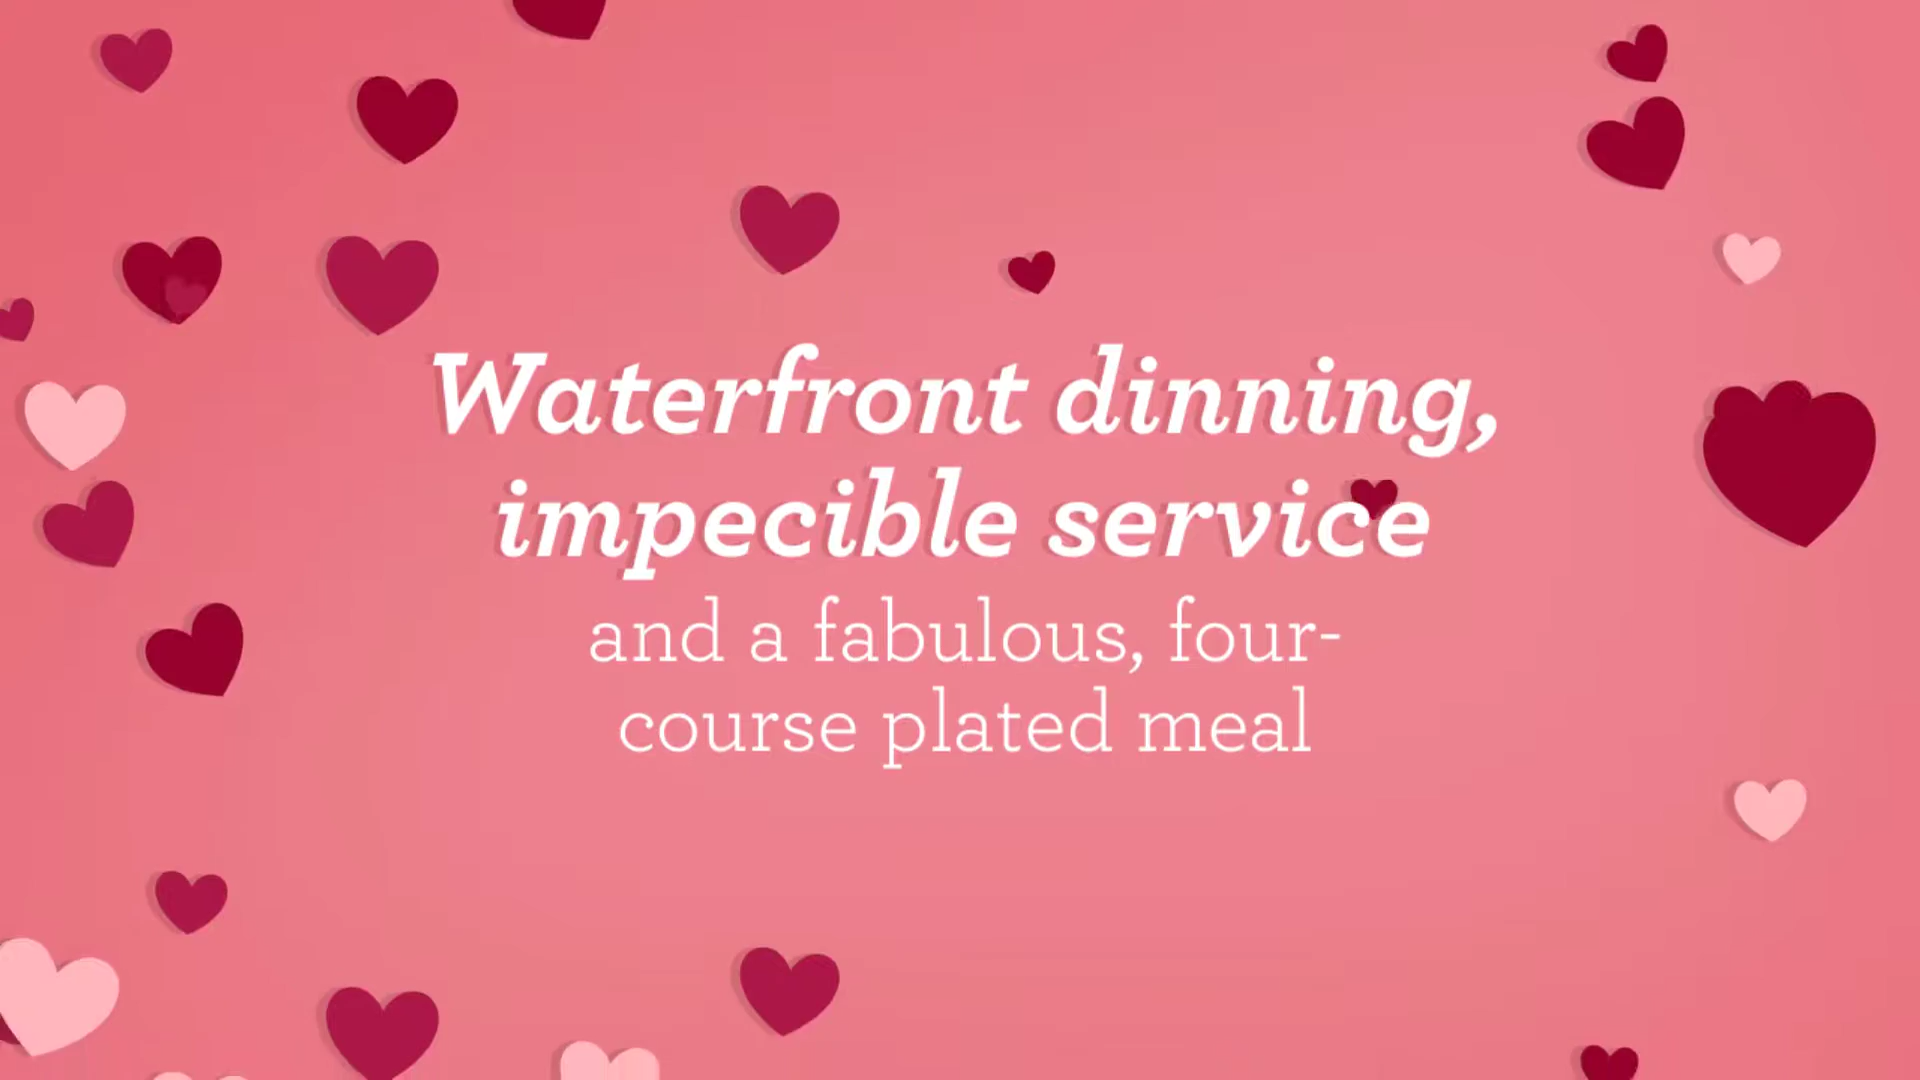 Waterfront dinning,
impecible service
and a fabulous, four-
course plated meal